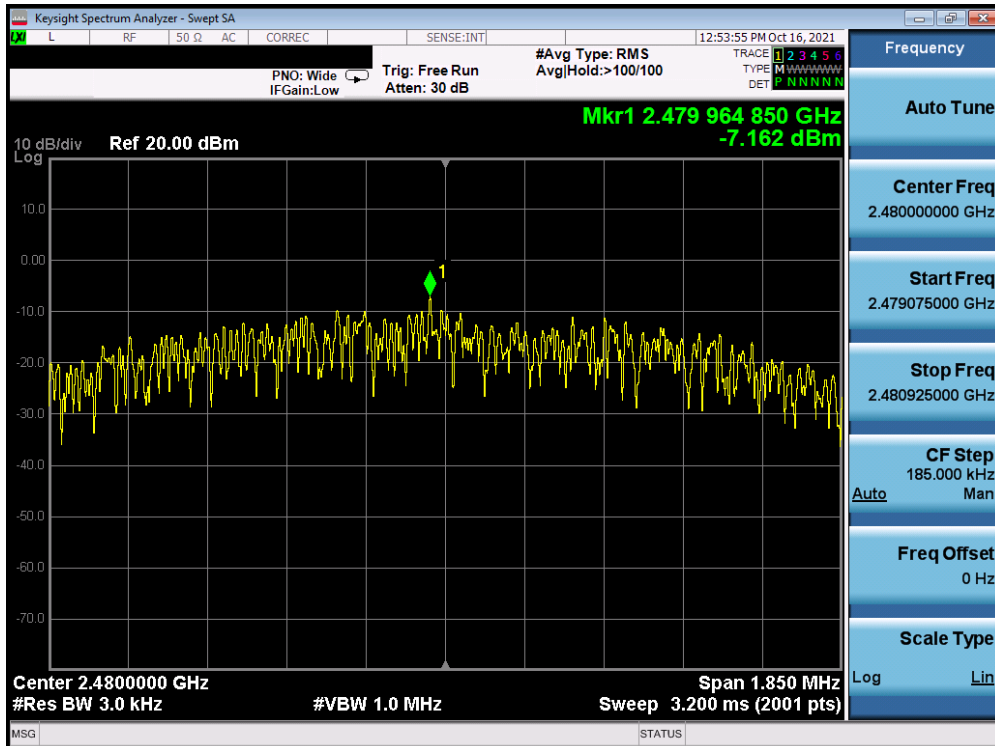 Keysight Spectrum Analyzer - Swept SA
LXI L RF 50 Ω AC CORREC SENSE:INT 12:53:55 PM Oct 16, 2021
PNO: Wide
IFGain:Low
Trig: Free Run
Atten: 30 dB
#Avg Type: RMS
Avg|Hold:>100/100
TRACE 1 2 3 4 5 6
TYPE M W W W W W
DET P N N N N N
Mkr1 2.479 964 850 GHz
-7.162 dBm
10 dB/div Ref 20.00 dBm
Log
10.0
0.00
-10.0
-20.0
-30.0
-40.0
-50.0
-60.0
-70.0
1
Center 2.4800000 GHz Span 1.850 MHz
#Res BW 3.0 kHz #VBW 1.0 MHz Sweep 3.200 ms (2001 pts)
MSG STATUS
Frequency
Auto Tune
Center Freq
2.480000000 GHz
Start Freq
2.479075000 GHz
Stop Freq
2.480925000 GHz
CF Step
185.000 kHz
Auto Man
Freq Offset
0 Hz
Scale Type
Log Lin